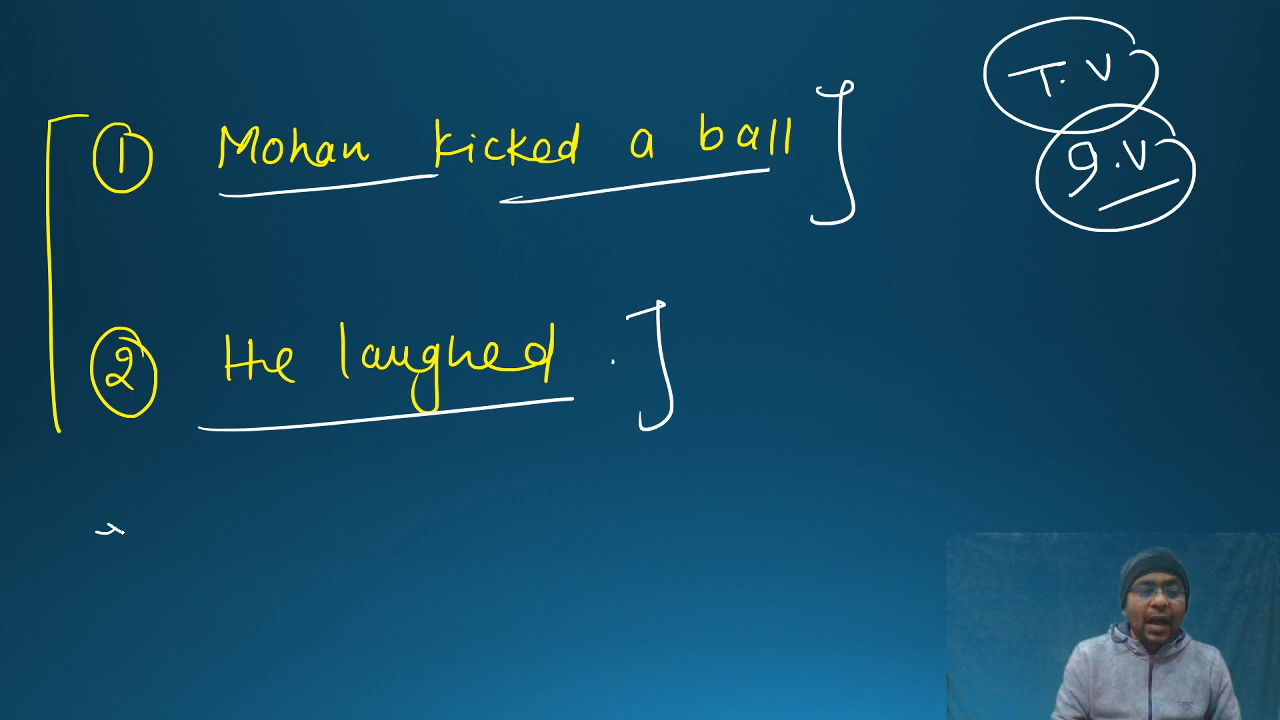 ① Mohan kicked a ball
② He laughed .
T.V
I.V